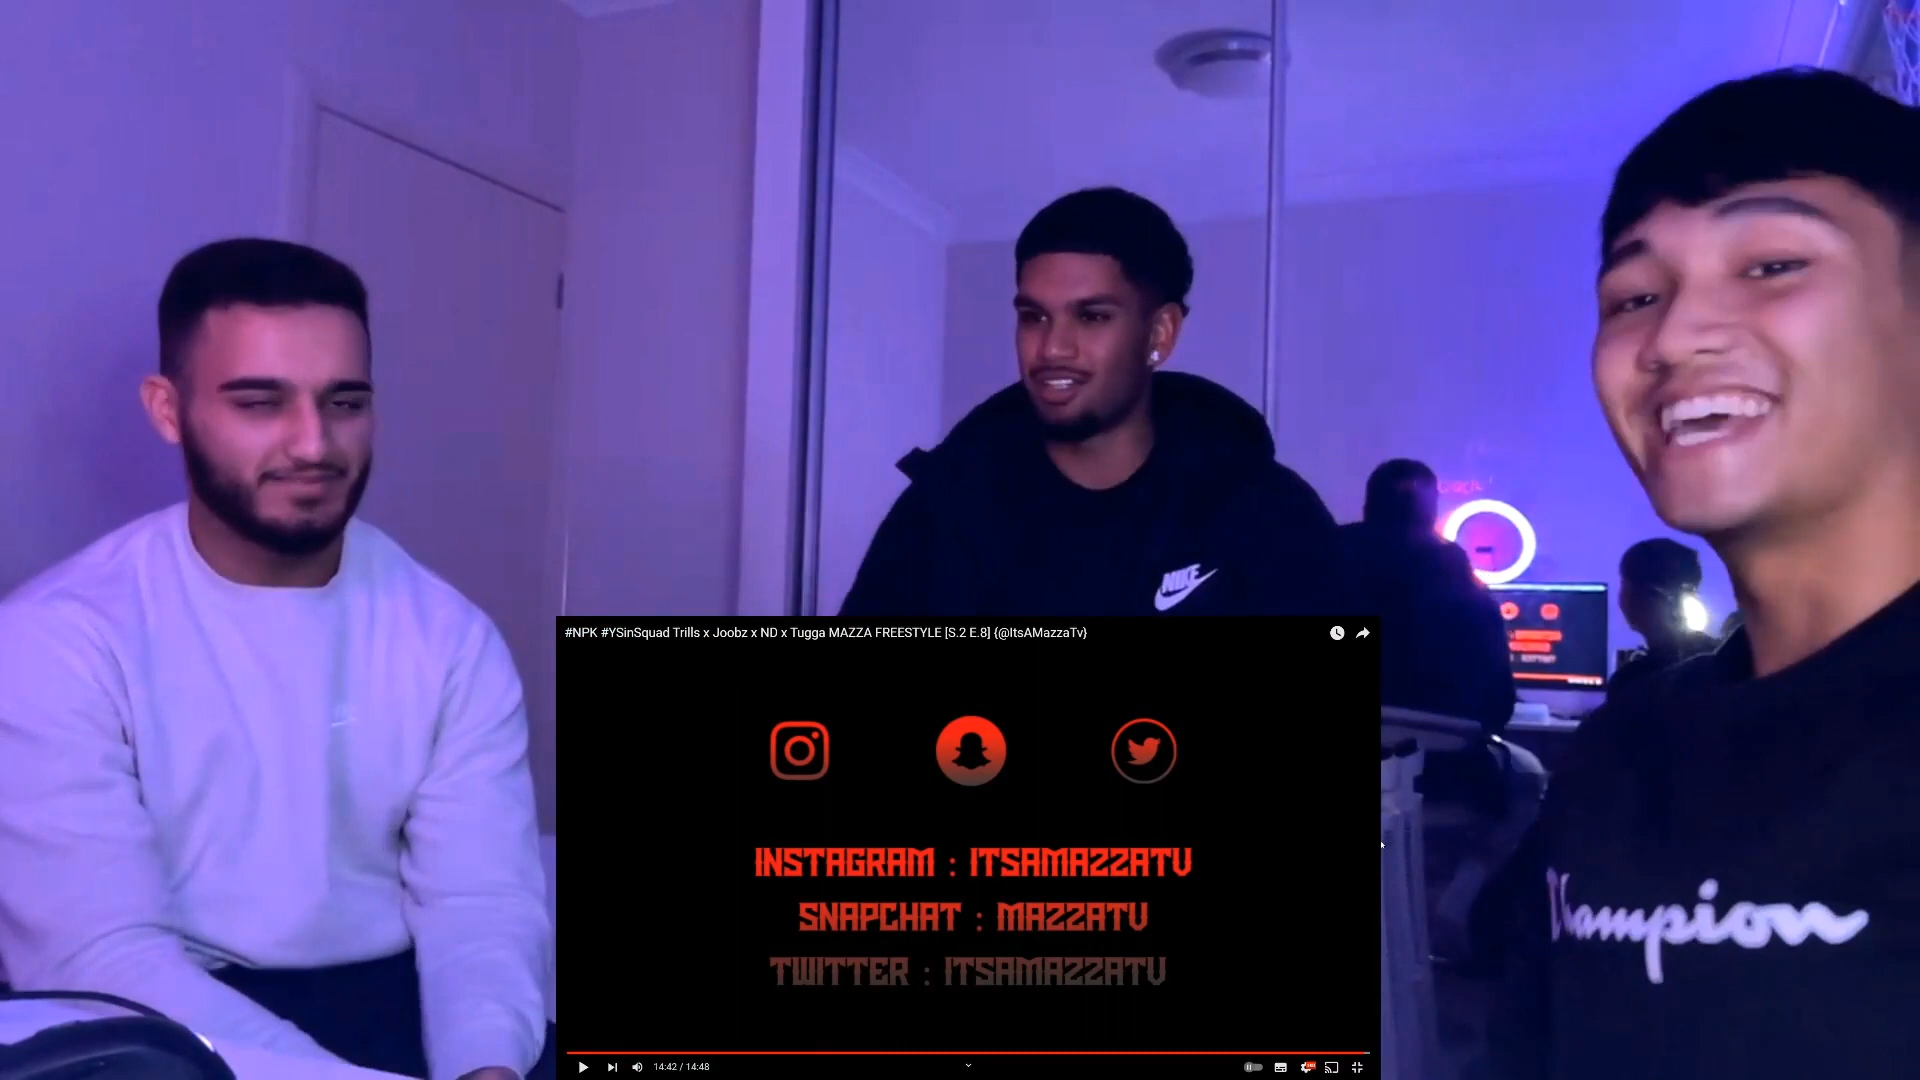 NIKE
#NPK #YSinSquad Trills x Joobz x ND x Tugga MAZZA FREESTYLE [S.2 E.8] {@ItsAMazzaTv}
INSTAGRAM : ITSAMAZZATV
SNAPCHAT : MAZZATV
TWITTER : ITSAMAZZATV
Champion
14:42 / 14:48